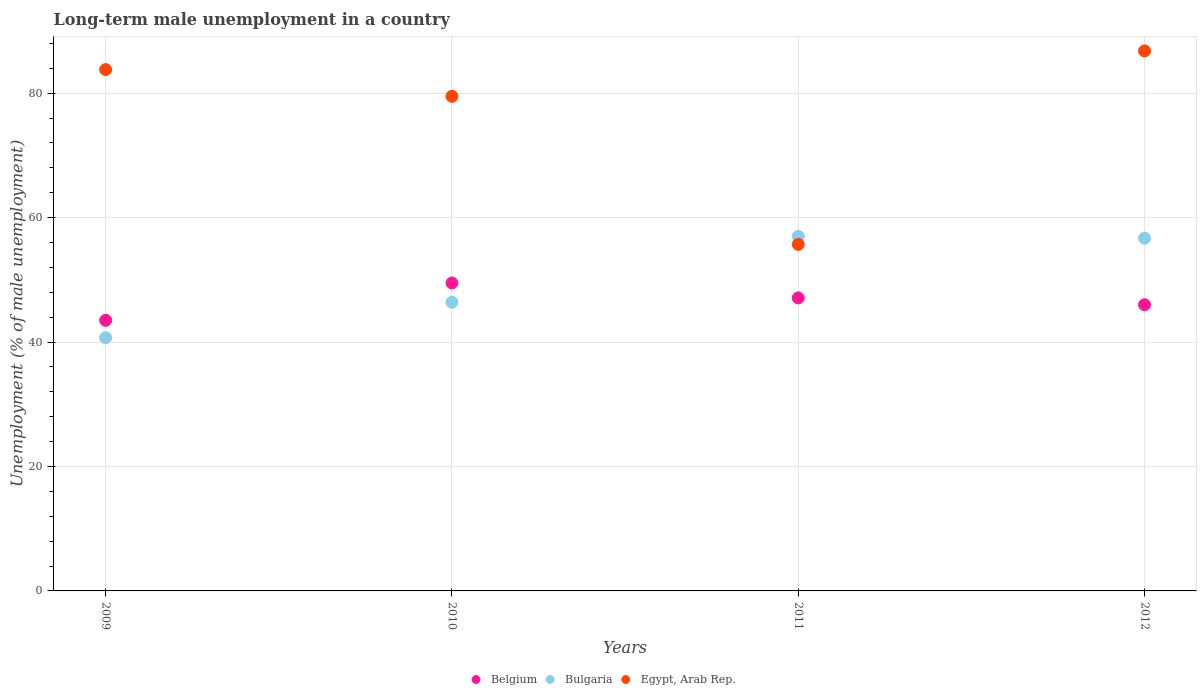 Long-term male unemployment in a country
Unemployment (% of male unemployment)
80
60
40
20
0
2009
2010
2011
2012
Years
Belgium
Bulgaria
Egypt, Arab Rep.